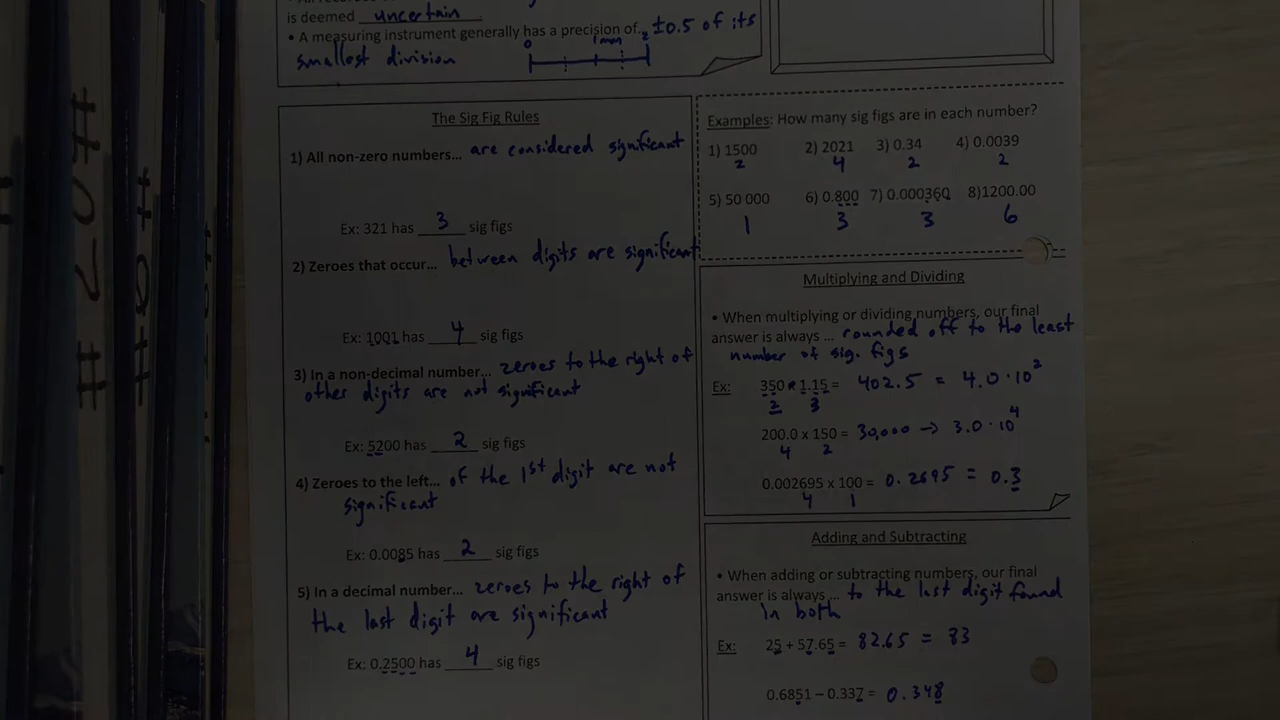 is deemed uncertain.
• A measuring instrument generally has a precision of.. ±0.5 of its
smallest division
0 1mm 2
The Sig Fig Rules
1) All non-zero numbers... are considered significant
Ex: 321 has 3 sig figs
2) Zeroes that occur... between digits are significant
Ex: 1001 has 4 sig figs
3) In a non-decimal number... zeroes to the right of
other digits are not significant
Ex: 5200 has 2 sig figs
4) Zeroes to the left... of the 1st digit are not
significant
Ex: 0.0085 has 2 sig figs
5) In a decimal number... zeroes to the right of
the last digit are significant
Ex: 0.2500 has 4 sig figs
Examples: How many sig figs are in each number?
1) 1500 2) 2021 3) 0.34 4) 0.0039
2 4 2 2
5) 50 000 6) 0.800 7) 0.000360 8)1200.00
1 3 3 6
Multiplying and Dividing
• When multiplying or dividing numbers, our final
answer is always ... rounded off to the least
number of sig. figs
Ex: 350 x 1.15 = 402.5 = 4.0·10²
2 3
200.0 x 150 = 30,000 → 3.0·10⁴
4 2
0.002695 x 100 = 0.2695 = 0.3
4 1
Adding and Subtracting
• When adding or subtracting numbers, our final
answer is always ... to the last digit found
in both
Ex: 25 + 57.65 = 82.65 = 83
0.6851 – 0.337 = 0.348
# 20#
#
# 0 #
#